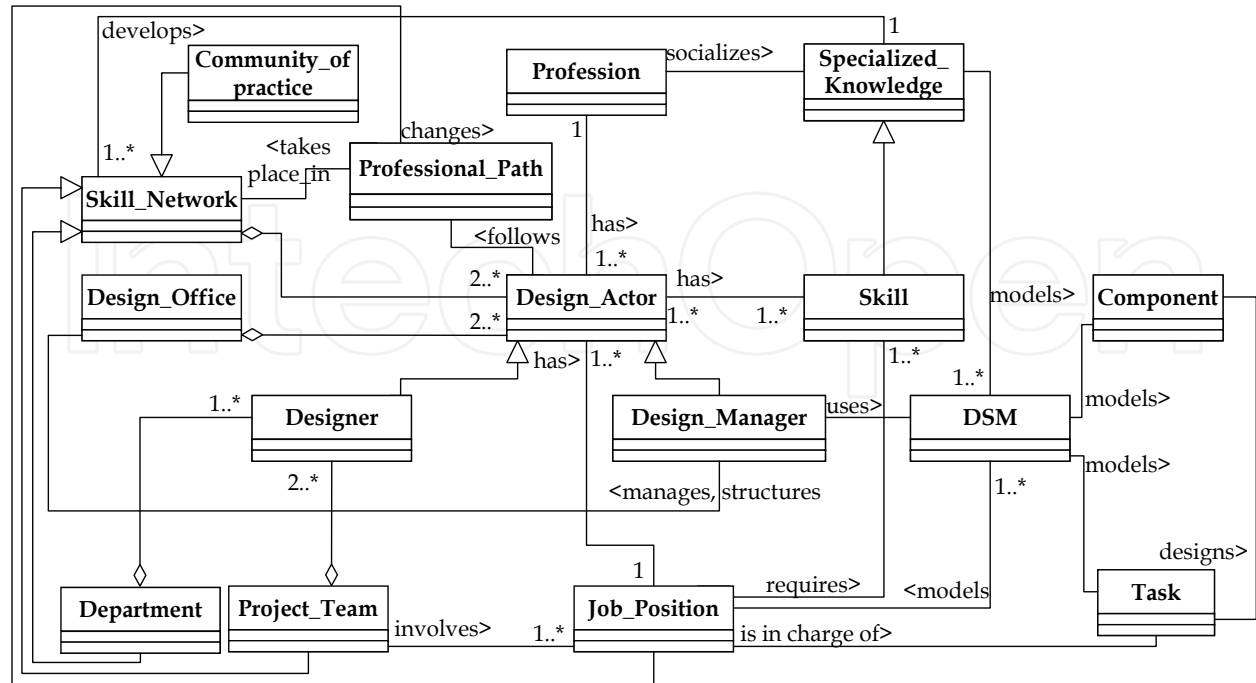 develops>
1
Community_of
practice
Profession
socializes>
Specialized_
Knowledge
1..*
<takes
place_in
changes>
Professional_Path
1
Skill_Network
has>
<follows
1..*
2..*
Design_Office
Design_Actor
has>
1..*
1..*
Skill
models>
Component
2..*
has>
1..*
1..*
1..*
1..*
Designer
Design_Manager
uses>
DSM
models>
models>
2..*
<manages, structures
1..*
designs>
1
Department
Project_Team
Job_Position
requires>
<models
Task
involves>
1..*
is in charge of>
IntechOpen